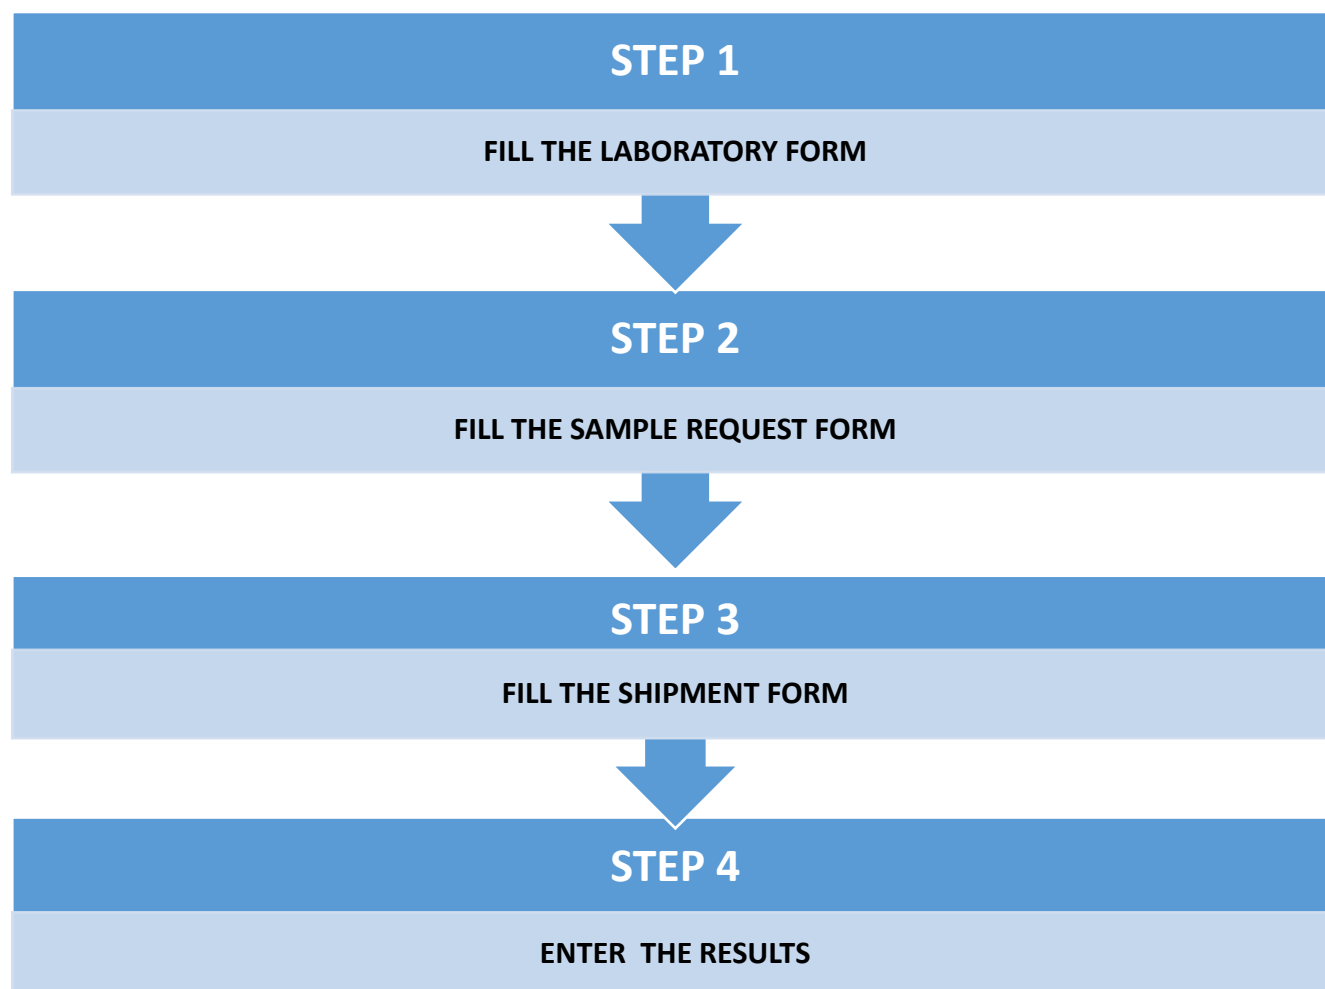 STEP 1
FILL THE LABORATORY FORM
STEP 2
FILL THE SAMPLE REQUEST FORM
STEP 3
FILL THE SHIPMENT FORM
STEP 4
ENTER  THE RESULTS